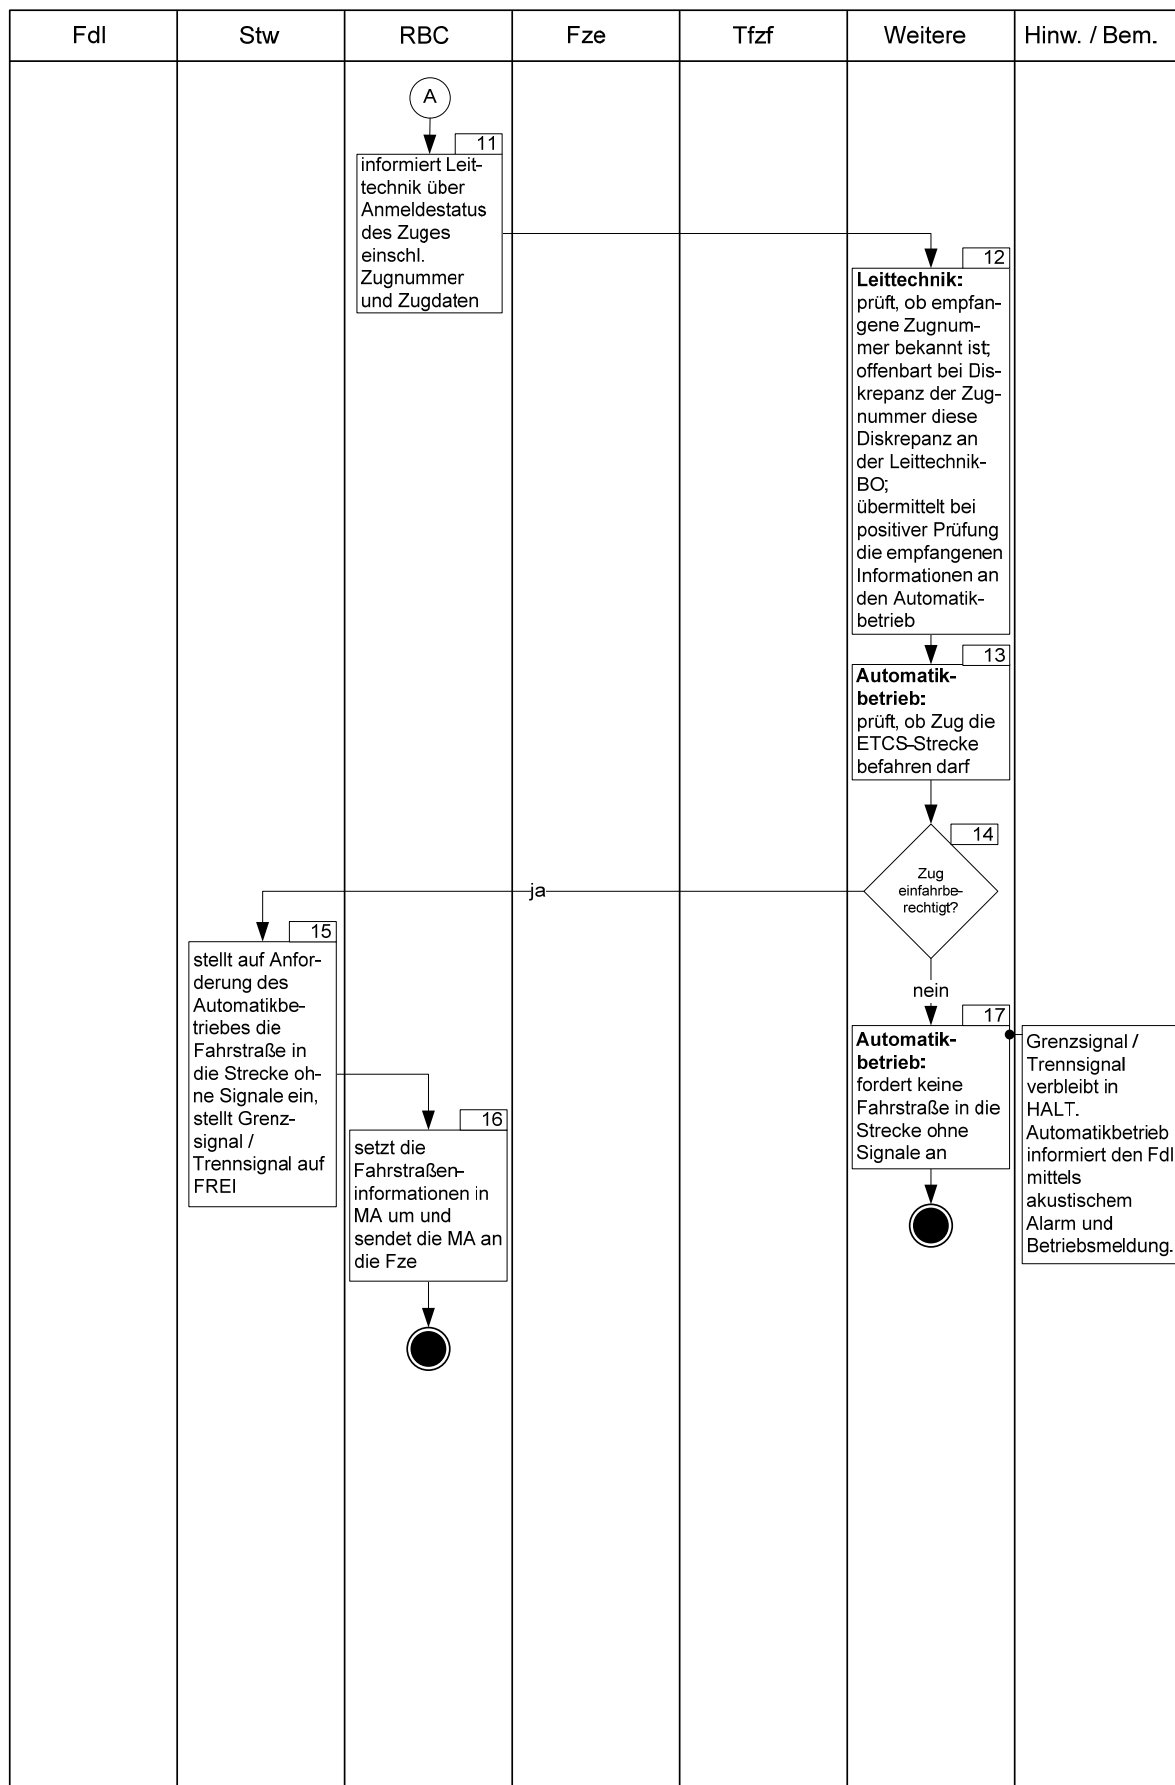 Fdl Stw RBC Fze Tfzf Weitere Hinw. / Bem.
A
11
informiert Leit-
technik über
Anmeldestatus
des Zuges
einschl.
Zugnummer
und Zugdaten
12
Leittechnik:
prüft, ob empfan-
gene Zugnum-
mer bekannt ist;
offenbart bei Dis-
krepanz der Zug-
nummer diese
Diskrepanz an
der Leittechnik-
BO;
übermittelt bei
positiver Prüfung
die empfangenen
Informationen an
den Automatik-
betrieb
13
Automatik-
betrieb:
prüft, ob Zug die
ETCS-Strecke
befahren darf
14
Zug
einfahrbe-
rechtigt?
ja
15
stellt auf Anfor-
derung des
Automatikbe-
triebes die
Fahrstraße in
die Strecke oh-
ne Signale ein,
stellt Grenz-
signal /
Trennsignal auf
FREI
16
setzt die
Fahrstraßen-
informationen in
MA um und
sendet die MA an
die Fze
nein
17
Automatik-
betrieb:
fordert keine
Fahrstraße in die
Strecke ohne
Signale an
Grenzsignal /
Trennsignal
verbleibt in
HALT.
Automatikbetrieb
informiert den Fdl
mittels
akustischem
Alarm und
Betriebsmeldung.